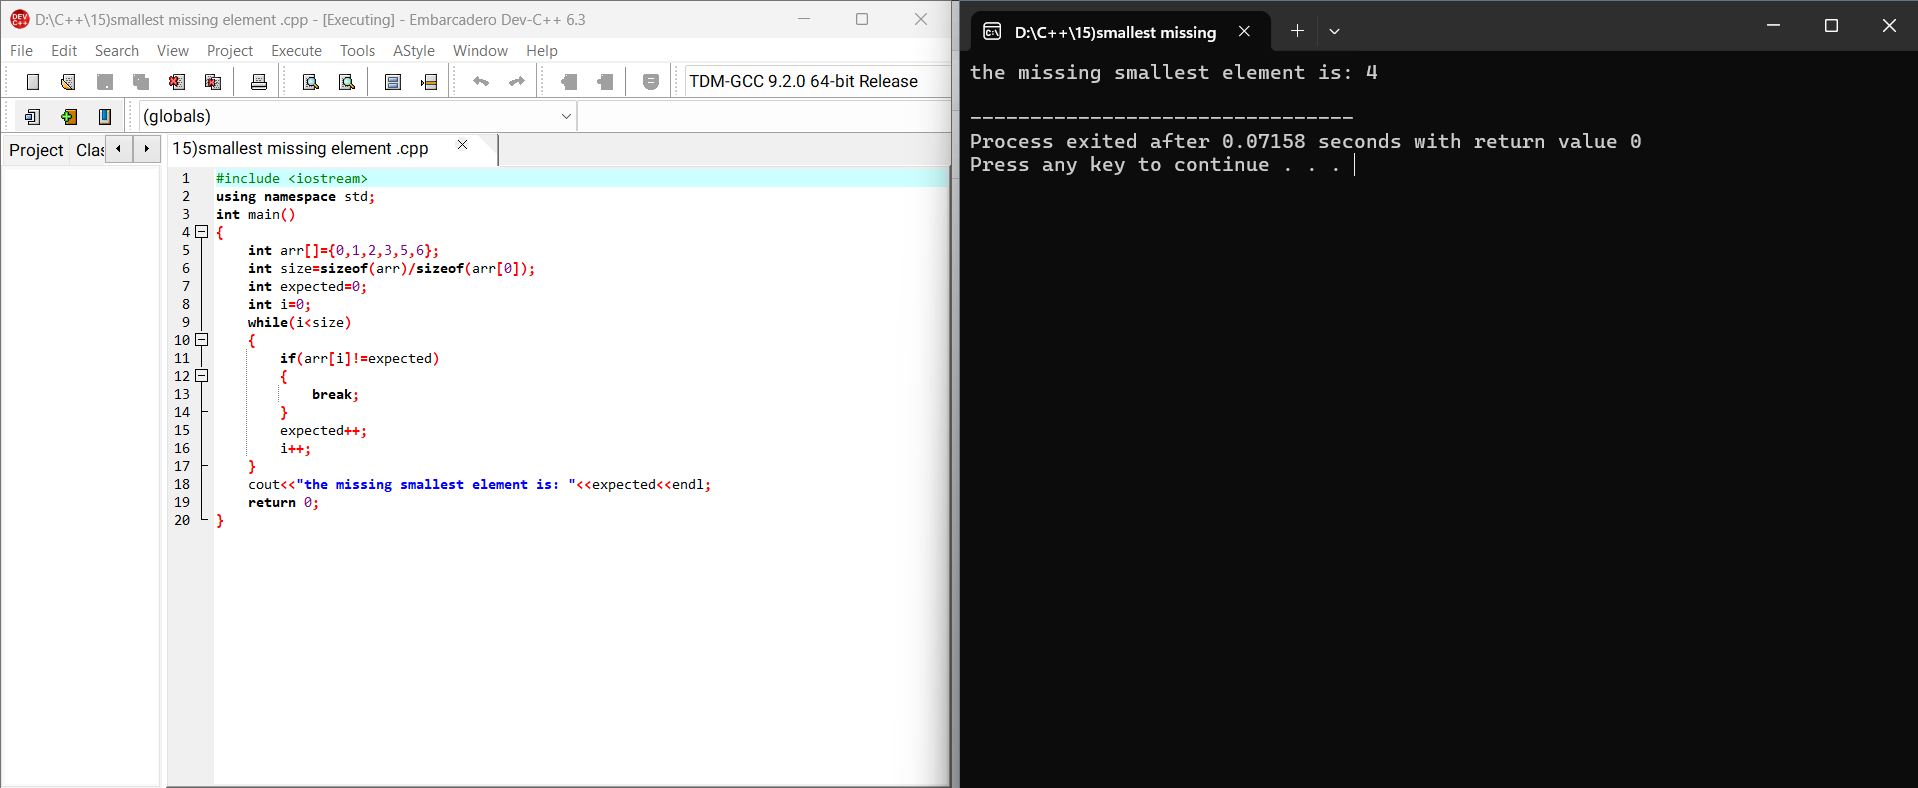 D:\C++\15)smallest missing element .cpp - [Executing] - Embarcadero Dev-C++ 6.3
File Edit Search View Project Execute Tools AStyle Window Help
TDM-GCC 9.2.0 64-bit Release
(globals)
Project Clas
15)smallest missing element .cpp
1 #include <iostream>
2 using namespace std;
3 int main()
4 {
5 int arr[]={0,1,2,3,5,6};
6 int size=sizeof(arr)/sizeof(arr[0]);
7 int expected=0;
8 int i=0;
9 while(i<size)
10 {
11 if(arr[i]!=expected)
12 {
13 break;
14 }
15 expected++;
16 i++;
17 }
18 cout<<"the missing smallest element is: "<<expected<<endl;
19 return 0;
20 }
D:\C++\15)smallest missing
the missing smallest element is: 4
--------------------------------
Process exited after 0.07158 seconds with return value 0
Press any key to continue . . .